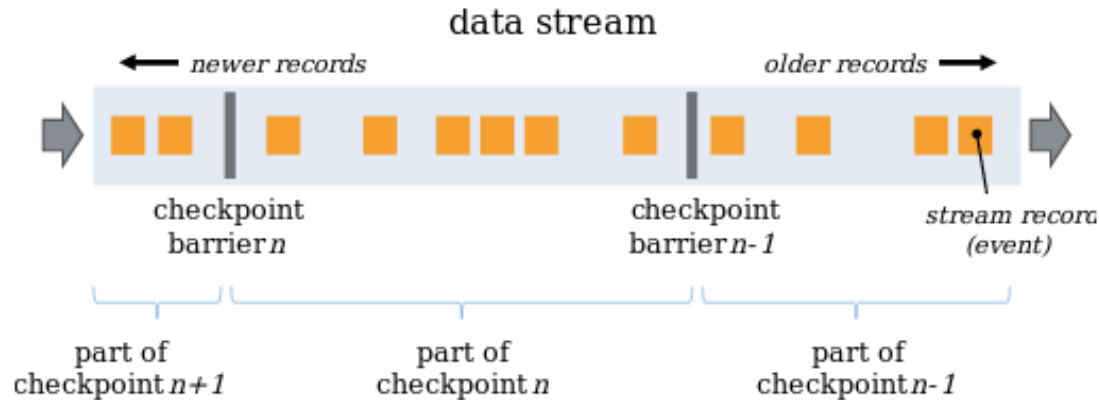 data stream
newer records
older records
checkpoint
barrier n
checkpoint
barrier n-1
stream record
(event)
part of
checkpoint n+1
part of
checkpoint n
part of
checkpoint n-1